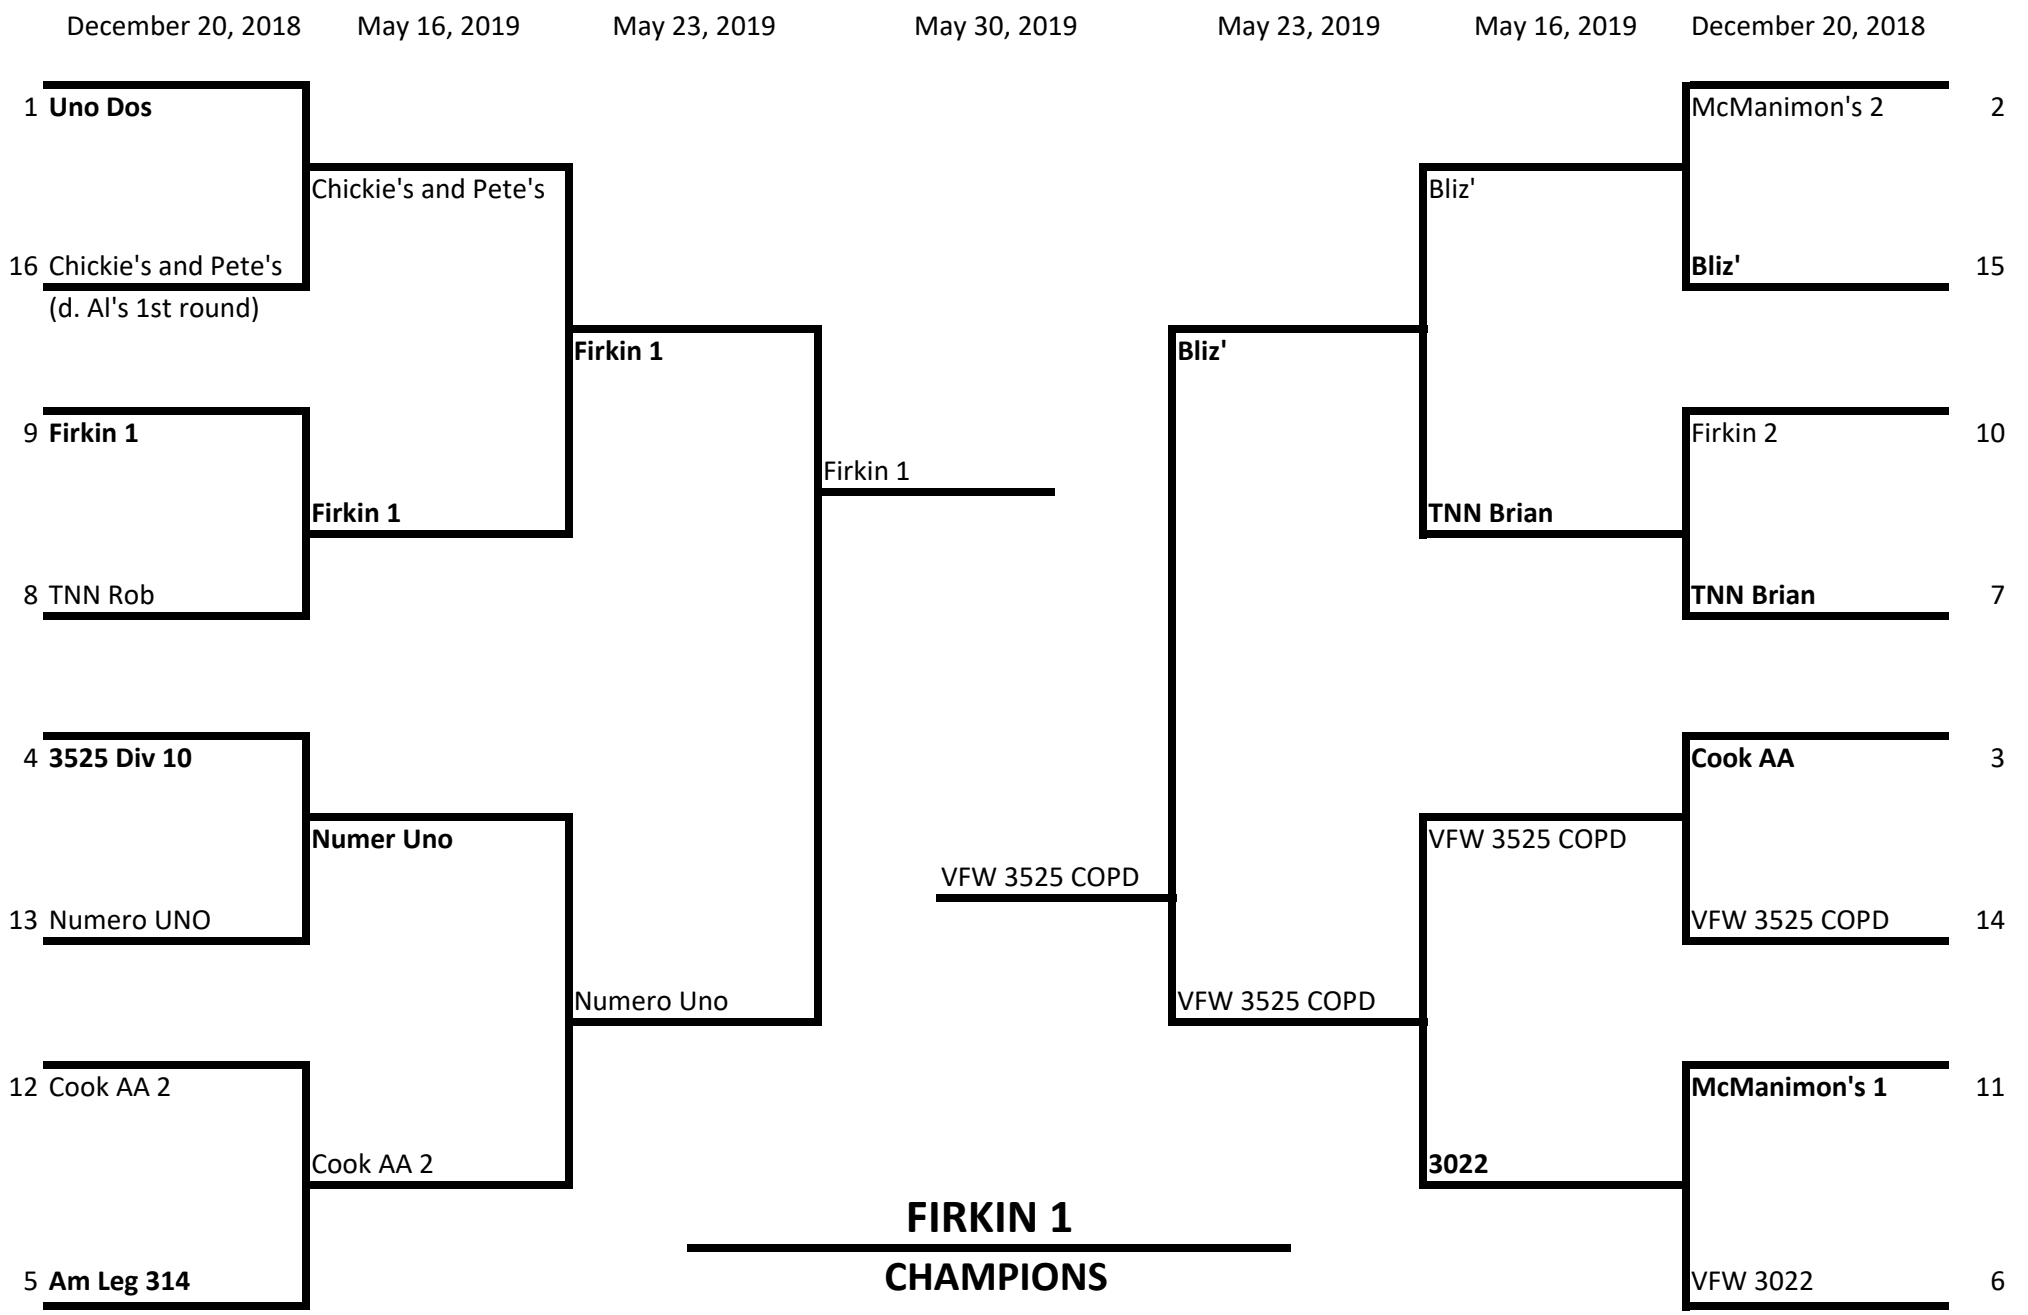 December 20, 2018 May 16, 2019 May 23, 2019 May 30, 2019 May 23, 2019 May 16, 2019 December 20, 2018
1 Uno Dos McManimon's 2 2
Chickie's and Pete's Bliz'
16 Chickie's and Pete's Bliz' 15
(d. Al's 1st round)
Firkin 1 Bliz'
9 Firkin 1 Firkin 2 10
Firkin 1
Firkin 1 TNN Brian
8 TNN Rob TNN Brian 7
4 3525 Div 10 Cook AA 3
Numer Uno VFW 3525 COPD
VFW 3525 COPD
13 Numero UNO VFW 3525 COPD 14
Numero Uno VFW 3525 COPD
12 Cook AA 2 McManimon's 1 11
Cook AA 2 3022
FIRKIN 1
5 Am Leg 314 CHAMPIONS VFW 3022 6